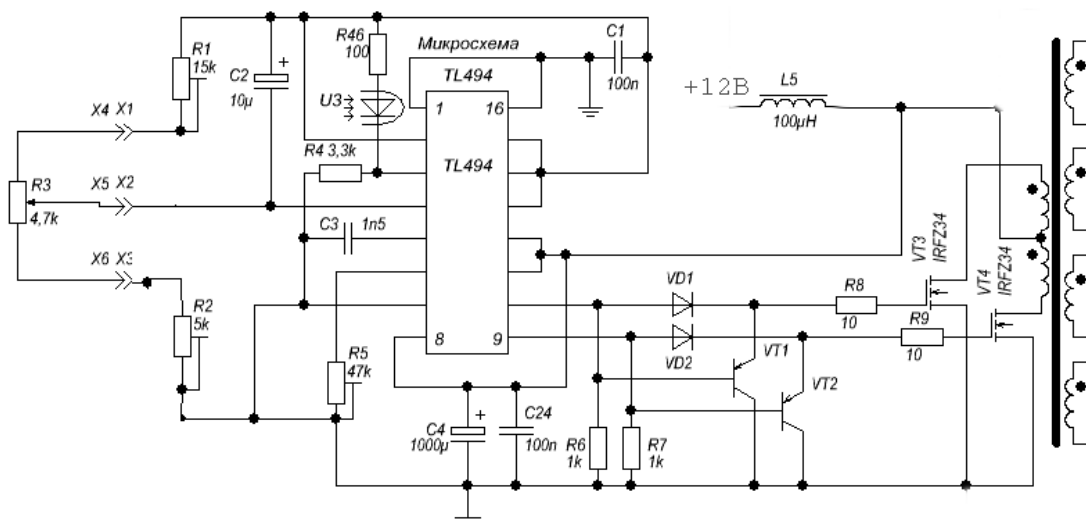 R1
15k
C2
10µ
+
R46
100
Микросхема
TL494
C1
100n
+12В
L5
100µH
U3
1
16
X4 X1
R4 3,3k
TL494
R3
4,7k
X5 X2
C3
1n5
X6 X3
R2
5k
R5
47k
8
9
VD1
VD2
R8
10
R9
10
VT3
IRFZ34
VT4
IRFZ34
VT1
VT2
C4
1000µ
+
C24
100n
R6
1k
R7
1k